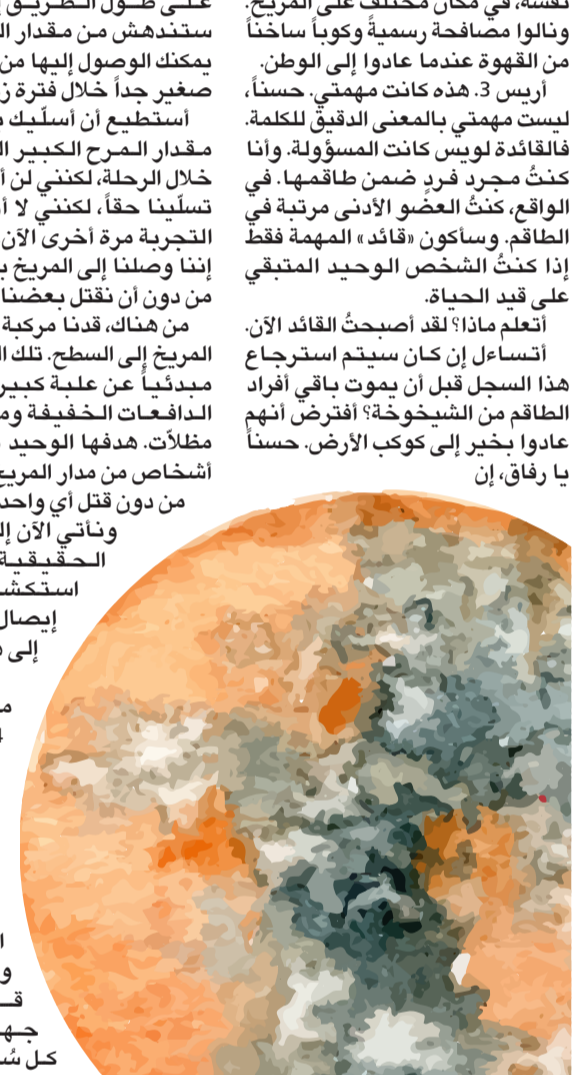 نفسه، في مكان مختلف على المريخ.
ونالوا مصافحة رسمية وكوباً ساخناً
من القهوة عندما عادوا إلى الوطن.
أريس 3. هذه كانت مهمتي. حسناً،
ليست مهمتي بالمعنى الدقيق للكلمة.
فالقائدة لويس كانت المسؤولة. وأنا
كنتُ مجرد فردٍ ضمن طاقمها. في
الواقع، كنتُ العضو الأدنى مرتبة في
الطاقم. وسأكون «قائد» المهمة فقط
إذا كنتُ الشخص الوحيد المتبقي
على قيد الحياة.
أتعلم ماذا؟ لقد أصبحتُ القائد الآن.
أتساءل إن كان سيتم استرجاع
هذا السجل قبل أن يموت باقي أفراد
الطاقم من الشيخوخة؟ أفترض أنهم
عادوا بخير إلى كوكب الأرض. حسناً
يا رفاق، إن
على طول الطريق
ستندهش من مقدار
يمكنك الوصول إليها من
صغير جداً خلال فترة
أستطيع أن أسلّيك
مقدار المرح الكبير
خلال الرحلة، لكنني لن
تسلّينا حقاً، لكنني لا
التجربة مرة أخرى الآن
إننا وصلنا إلى المريخ
من دون أن نقتل بعضنا
من هناك، قدنا مركبة
المريخ إلى السطح. تلك
مبدئياً عن علبة كبير
الدافعات الخفيفة
مظلاّت. هدفها الوحيد
أشخاص من مدار المريخ
من دون قتل أي واحد
ونأتي الآن
الحقيقية
استكش
إيصال
إلى
كل